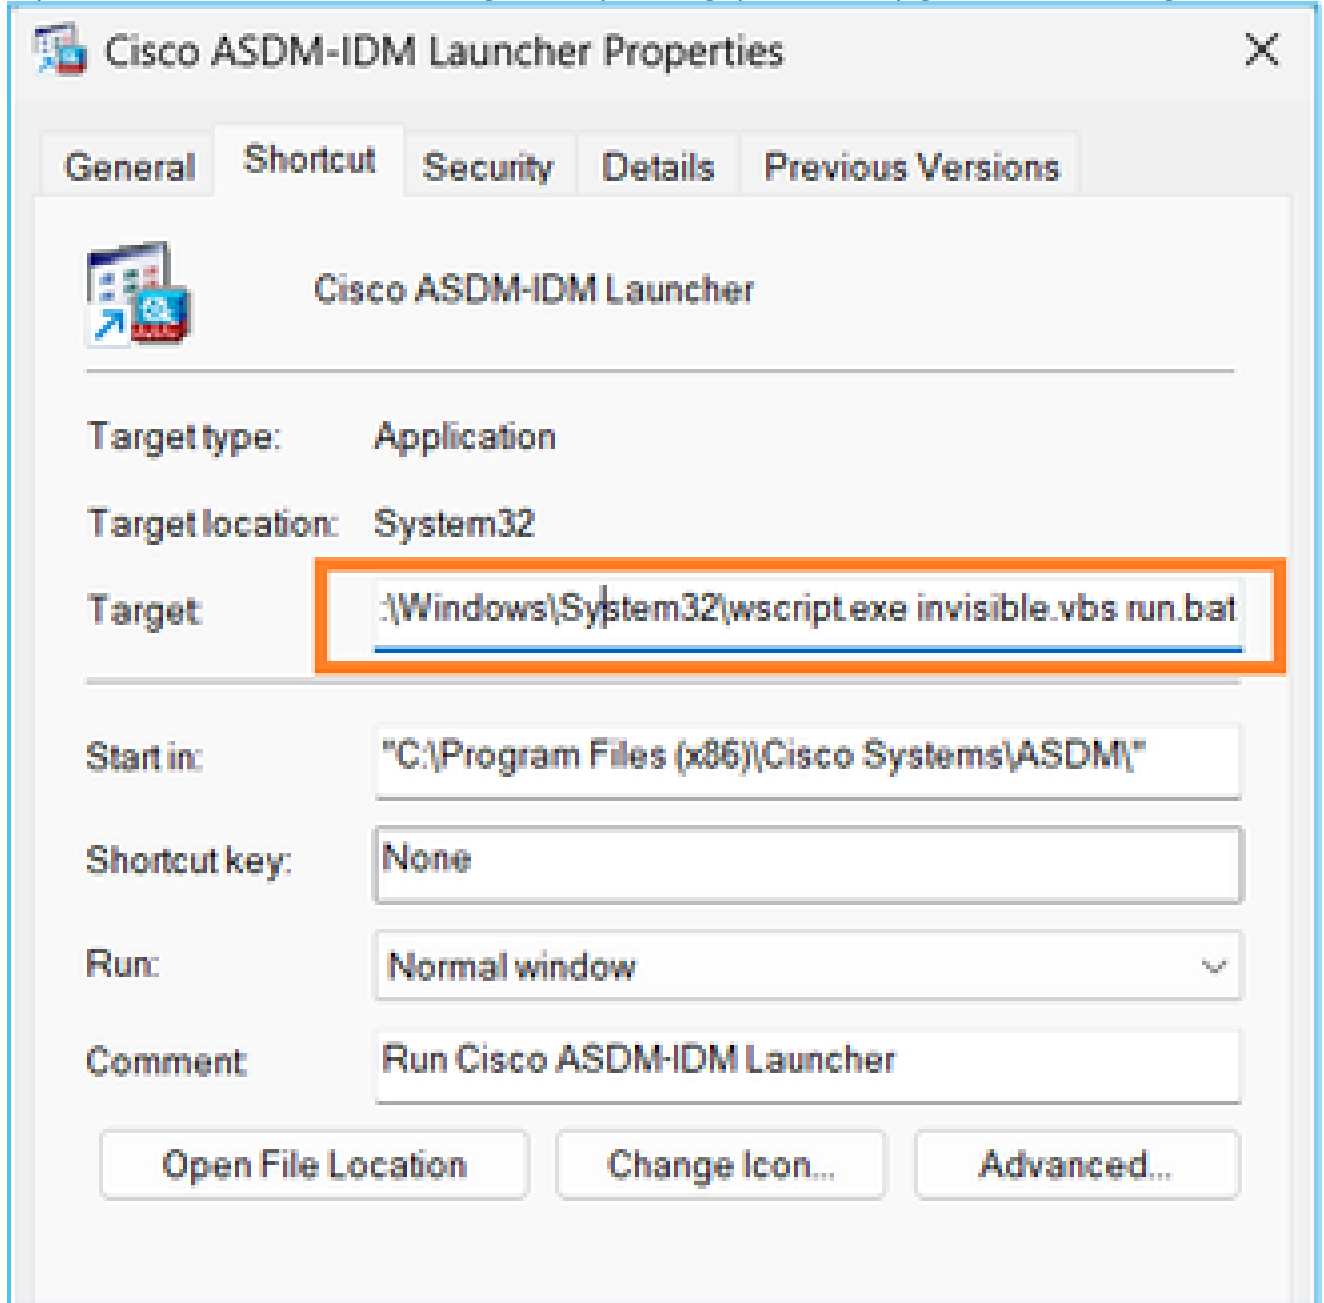 Cisco ASDM-IDM Launcher Properties
General Shortcut Security Details Previous Versions
Cisco ASDM-IDM Launcher
Target type: Application
Target location: System32
Target: :\Windows\System32\wscript.exe invisible.vbs run.bat
Start in: "C:\Program Files (x86)\Cisco Systems\ASDM\"
Shortcut key: None
Run: Normal window
Comment: Run Cisco ASDM-IDM Launcher
Open File Location Change Icon... Advanced...